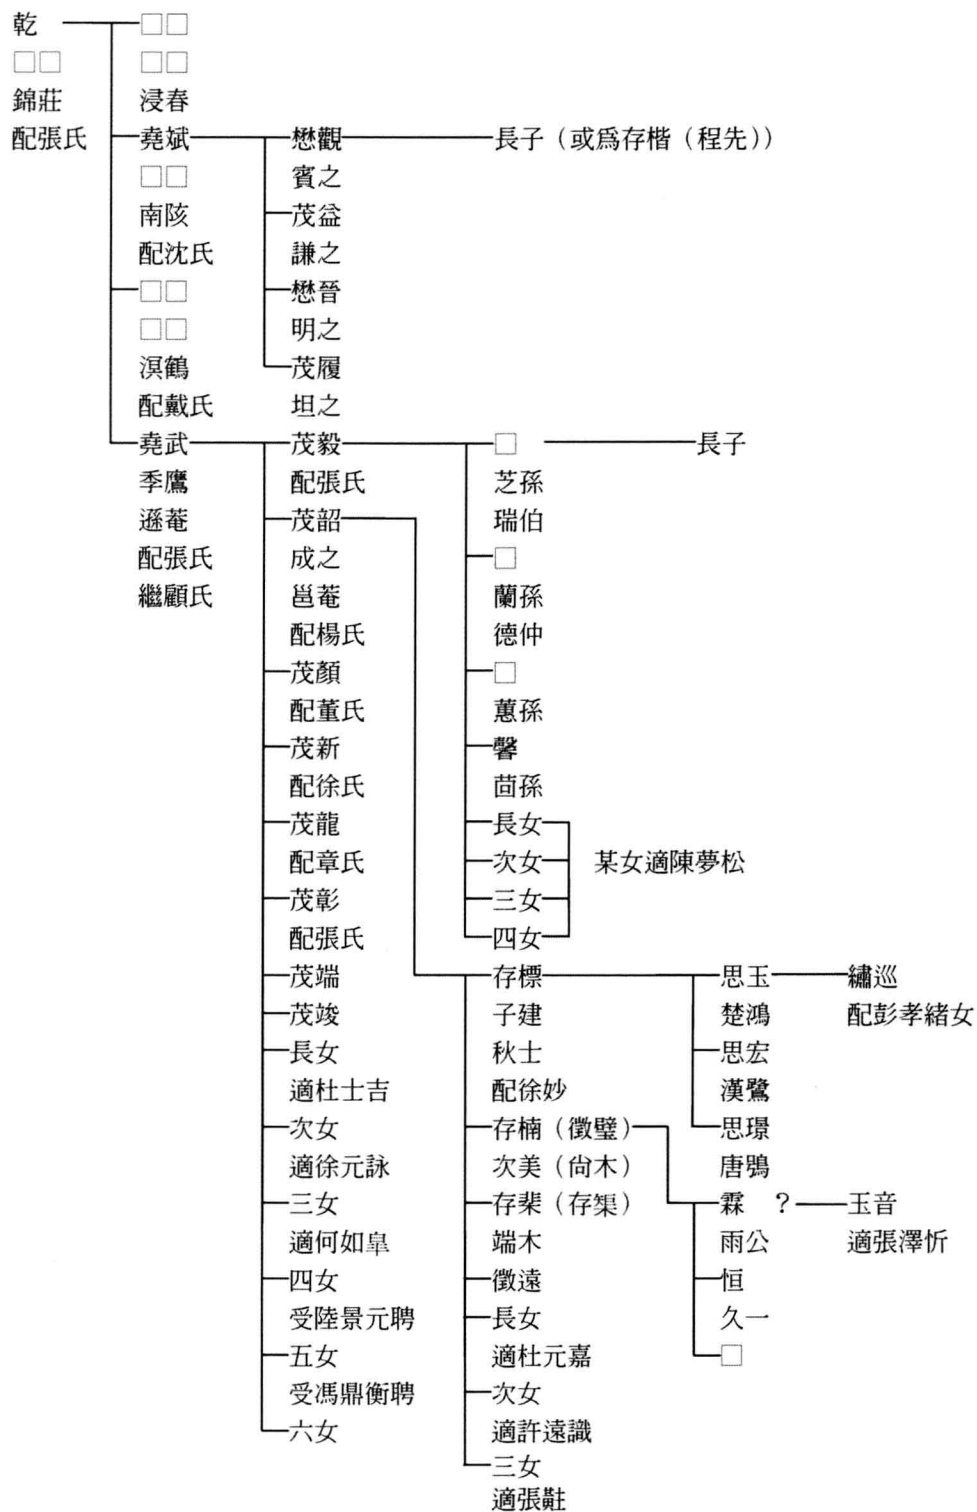 乾 □□
□□ □□
錦莊 浸春
配張氏 堯斌 懋觀 長子（或爲存楷（程先））
□□ 賓之
南陔 茂益
配沈氏 謙之
□□ 懋晉
□□ 明之
溟鶴 茂履
配戴氏 坦之
堯武 茂毅 □ 長子
季鷹 配張氏 芝孫
遜菴 茂韶 瑞伯
配張氏 成之 □
繼顧氏 邕菴 蘭孫
配楊氏 德仲
茂顏 □
配董氏 蕙孫
茂新 馨
配徐氏 茴孫
茂龍 長女
配章氏 次女 某女適陳夢松
茂彰 三女
配張氏 四女
茂端 存標 思玉 繡巡
茂竣 子建 楚鴻 配彭孝緒女
長女 秋士 思宏
適杜士吉 配徐妙 漢鷺
次女 存楠（徵璧） 思璟
適徐元詠 次美（尙木） 唐鶚
三女 存棐（存榘） 霖 ？ 玉音
適何如皐 端木 雨公 適張澤忻
四女 徵遠 恒
受陸景元聘 長女 久一
五女 適杜元嘉 □
受馮鼎衡聘 次女
六女 適許遠識
三女
適張